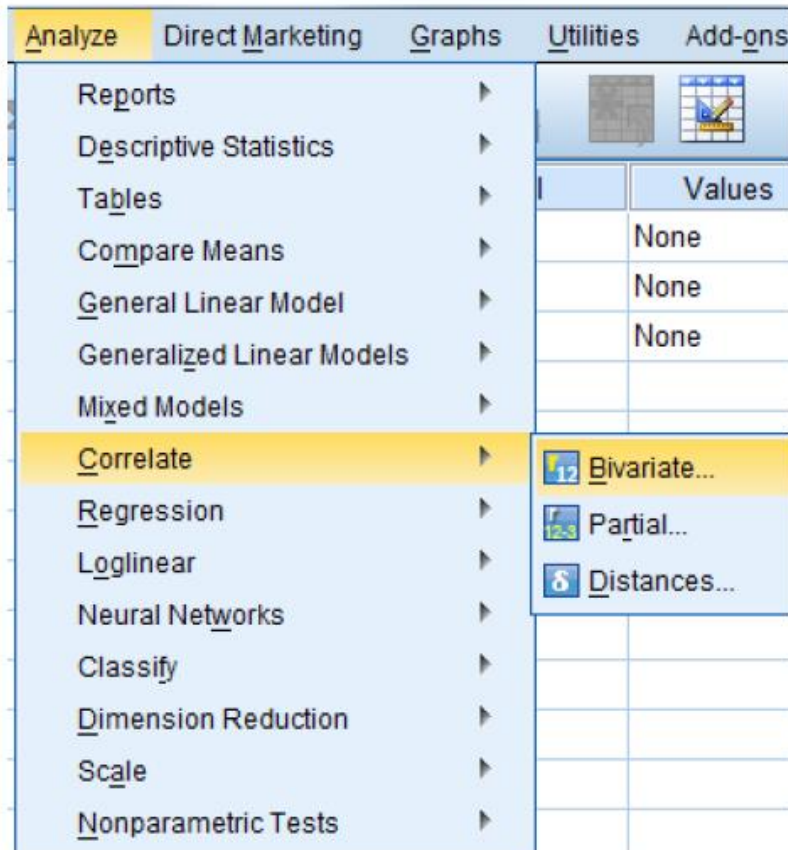 Analyze Direct Marketing Graphs Utilities Add-ons
Reports
Descriptive Statistics
Tables
Values
Compare Means
None
General Linear Model
None
Generalized Linear Models
None
Mixed Models
Correlate
Bivariate...
Regression
Partial...
Loglinear
Distances...
Neural Networks
Classify
Dimension Reduction
Scale
Nonparametric Tests